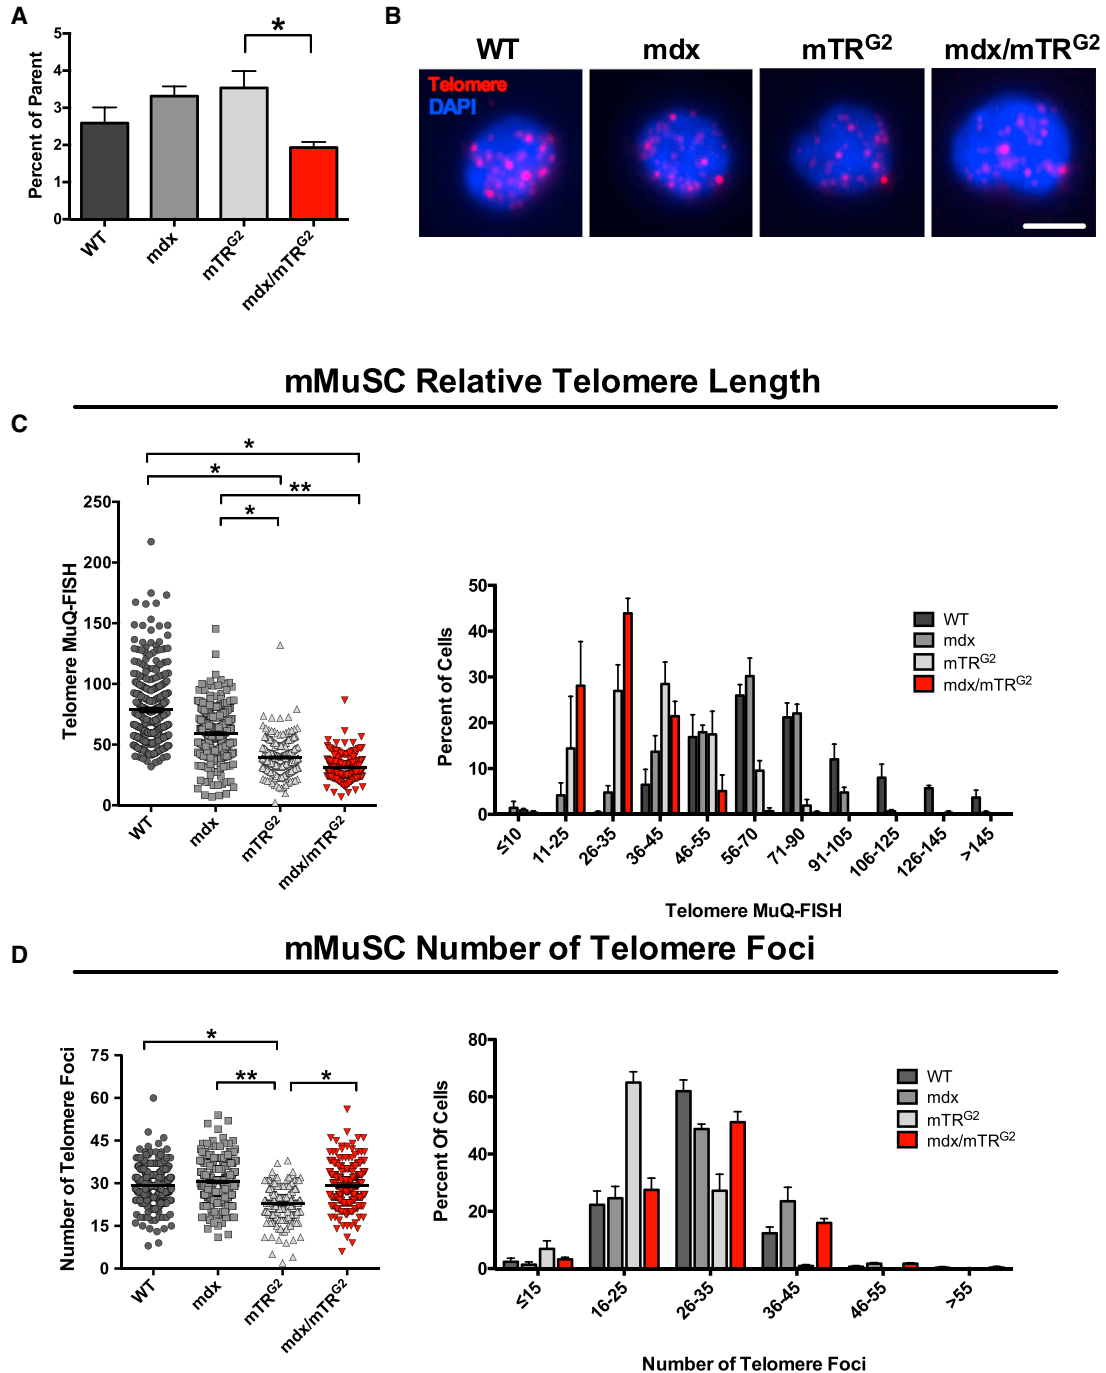 A
*
Percent of Parent
5
4
3
2
1
0
WT
mdx
mTRG2
mdx/mTRG2
B
WT
mdx
mTRG2
mdx/mTRG2
Telomere
DAPI
mMuSC Relative Telomere Length
C
*
*
**
*
Telomere MuQ-FISH
250
200
150
100
50
0
WT
mdx
mTRG2
mdx/mTRG2
Percent of Cells
50
40
30
20
10
0
WT
mdx
mTRG2
mdx/mTRG2
≤10
11-25
26-35
36-45
46-55
56-70
71-90
91-105
106-125
126-145
>145
Telomere MuQ-FISH
D
mMuSC Number of Telomere Foci
*
**
*
Number of Telomere Foci
75
60
45
30
15
0
WT
mdx
mTRG2
mdx/mTRG2
Percent Of Cells
80
60
40
20
0
WT
mdx
mTRG2
mdx/mTRG2
≤15
16-25
26-35
36-45
46-55
>55
Number of Telomere Foci